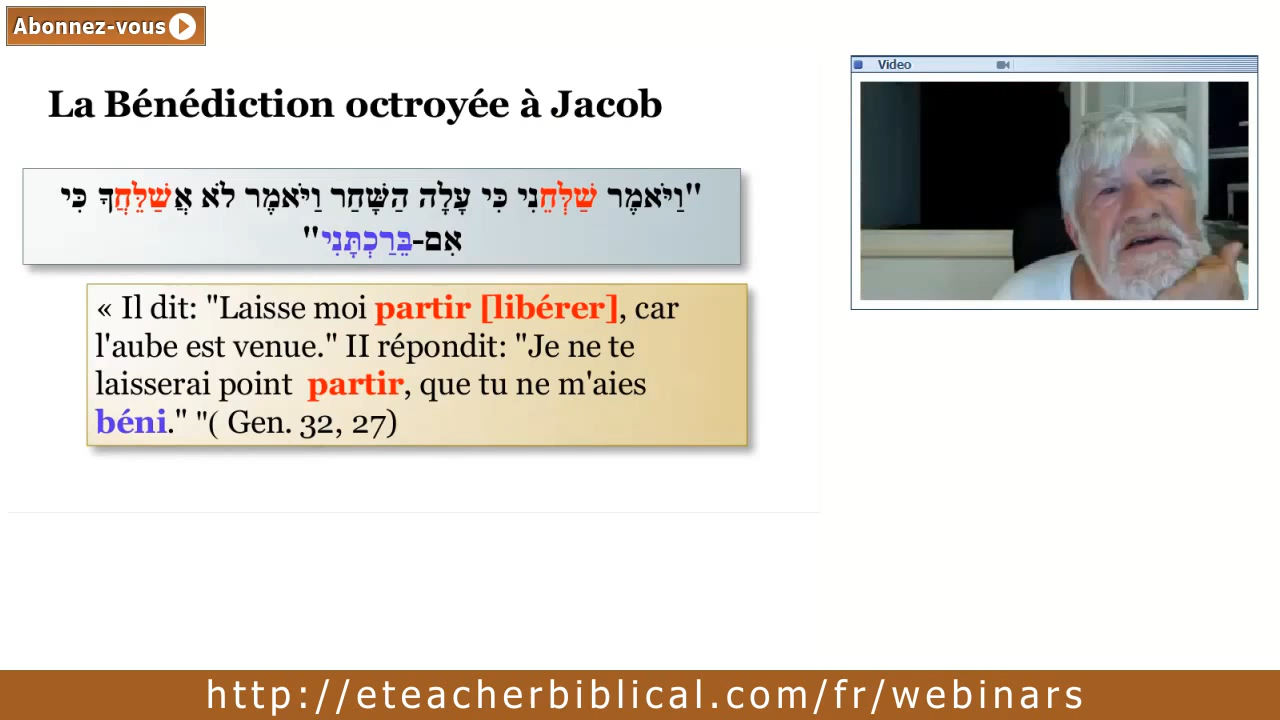 Abonnez-vous
La Bénédiction octroyée à Jacob
Video
"וַיֹּאמֶר שַׁלְּחֵנִי כִּי עָלָה הַשָּׁחַר וַיֹּאמֶר לֹא אֲשַׁלֵּחֲךָ כִּי
אִם-בֵּרַכְתָּנִי"
« Il dit: "Laisse moi partir [libérer], car
l'aube est venue." II répondit: "Je ne te
laisserai point partir, que tu ne m'aies
béni." "( Gen. 32, 27)
http://eteacherbiblical.com/fr/webinars